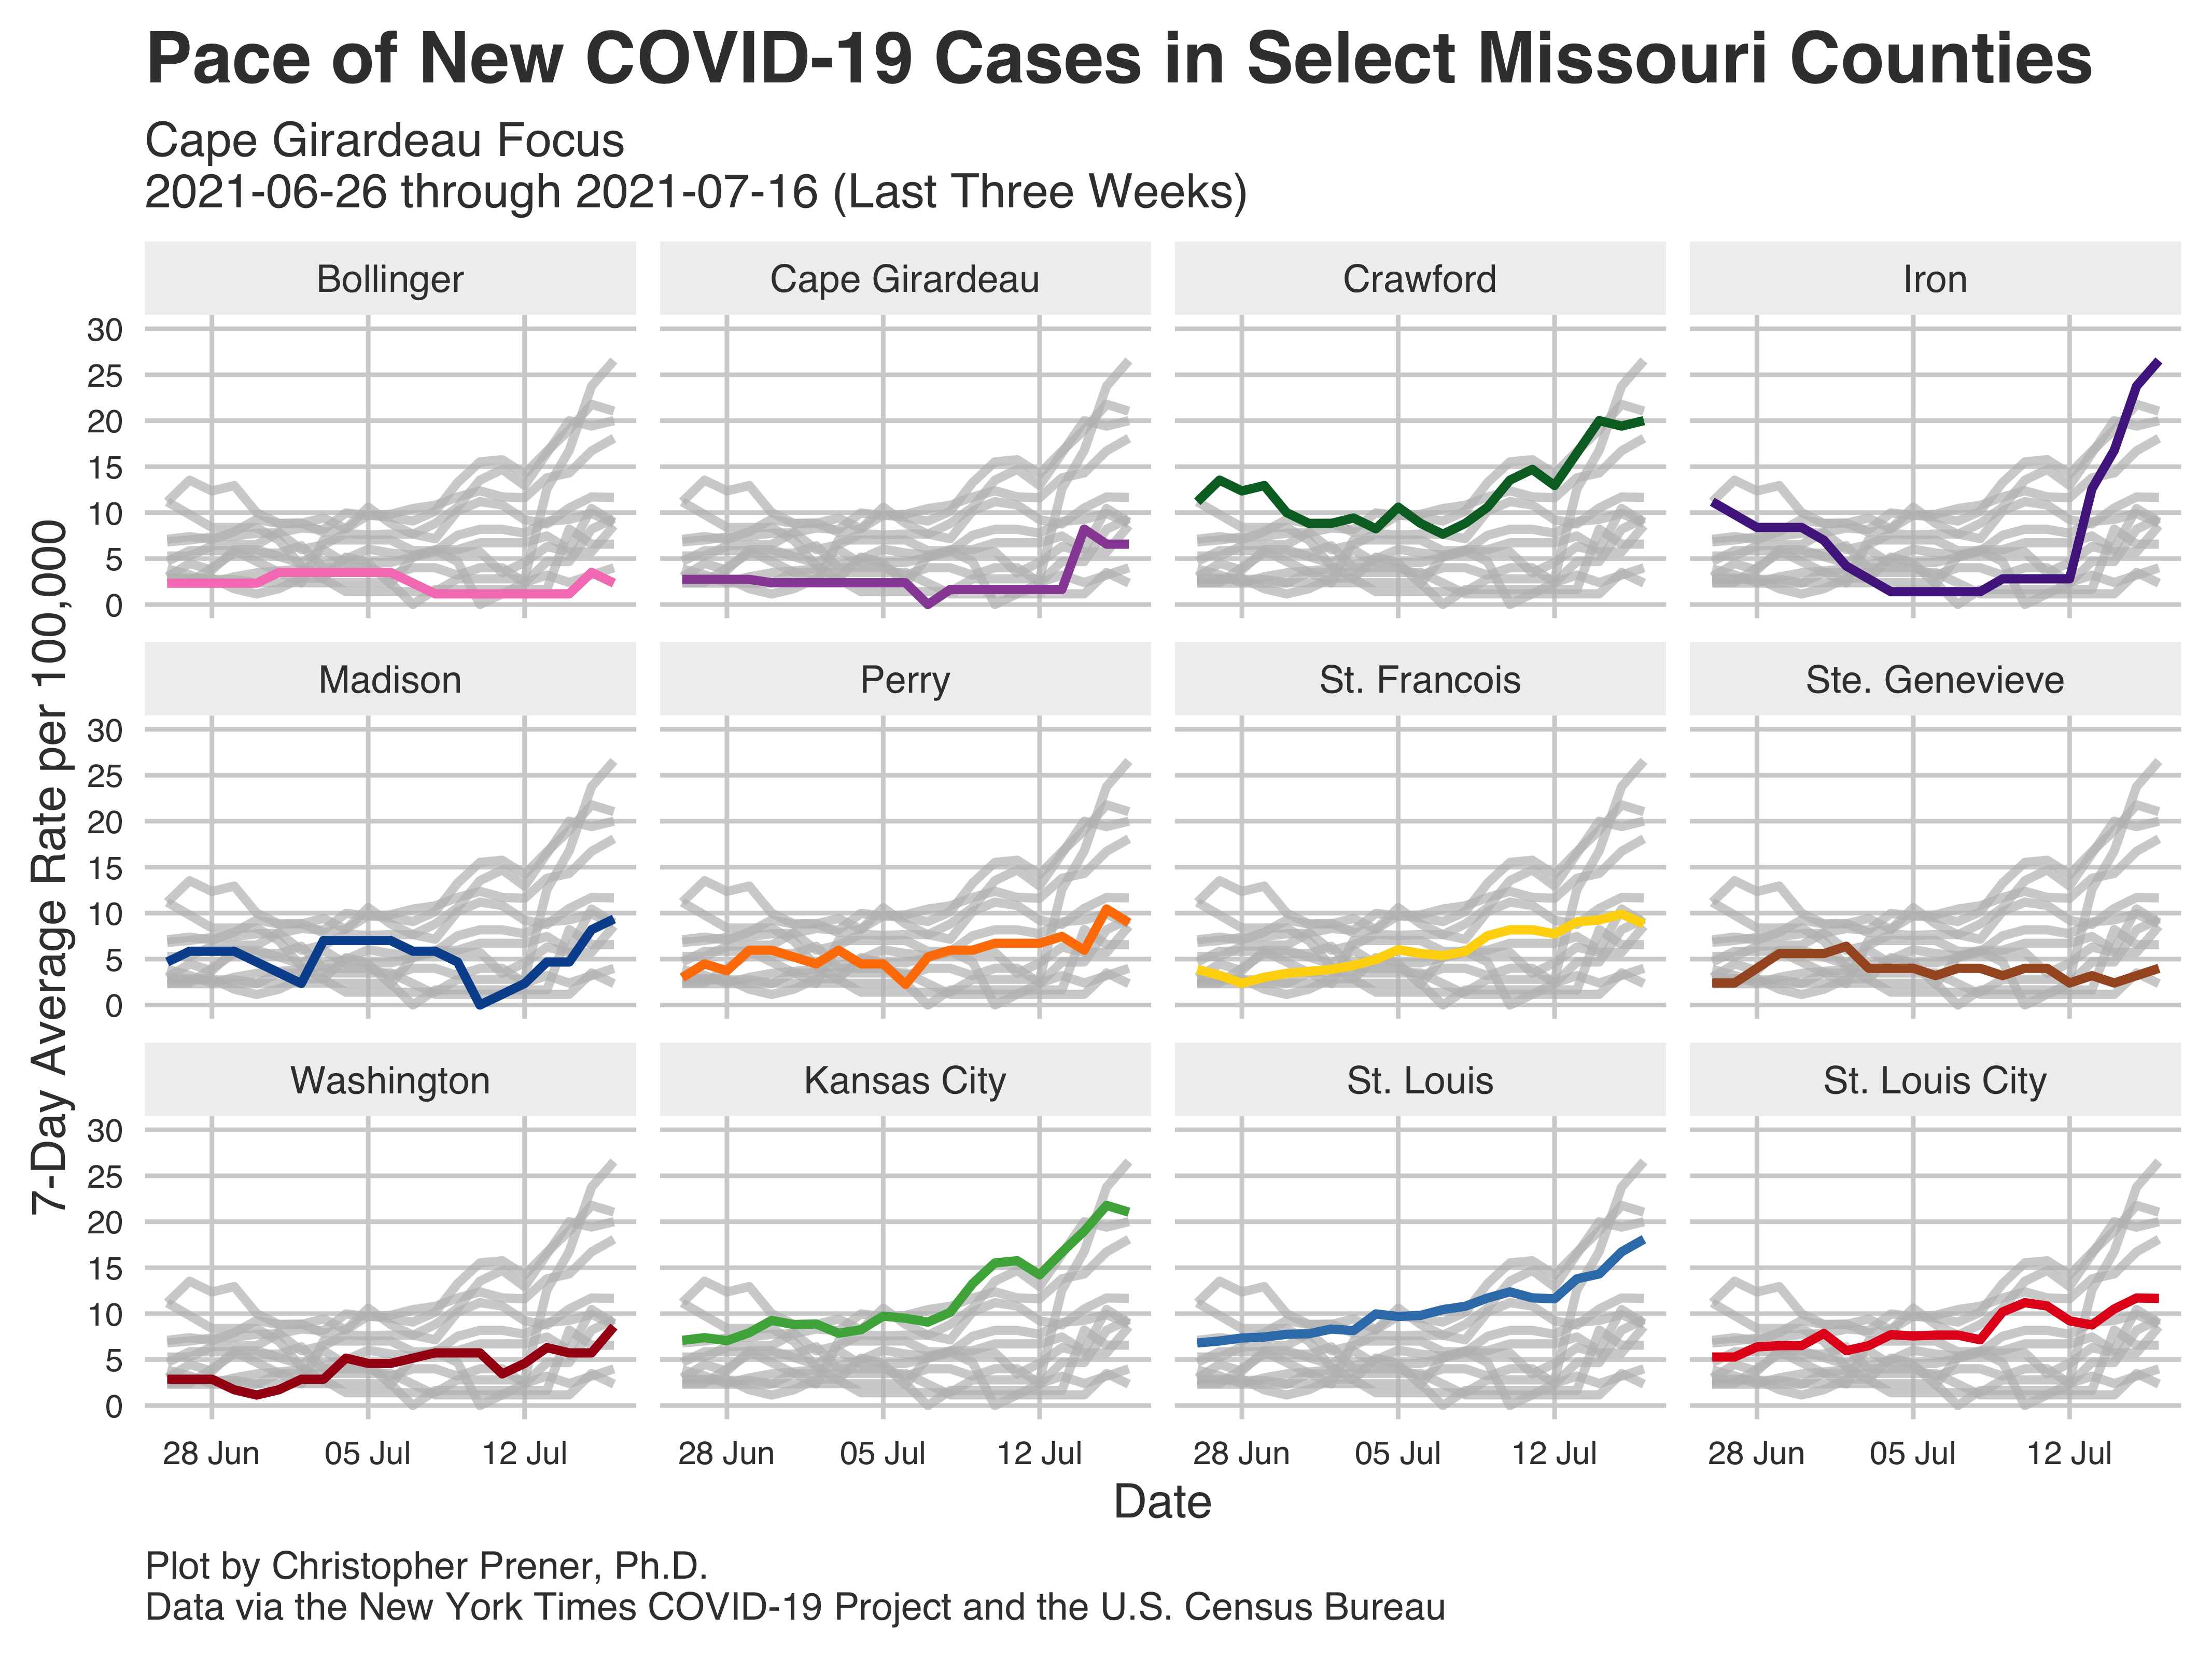 Pace of New COVID-19 Cases in Select Missouri Counties
Cape Girardeau Focus
2021-06-26 through 2021-07-16 (Last Three Weeks)
7-Day Average Rate per 100,000
Bollinger
Cape Girardeau
Crawford
Iron
30
25
20
15
10
5
0
Madison
Perry
St. Francois
Ste. Genevieve
30
25
20
15
10
5
0
Washington
Kansas City
St. Louis
St. Louis City
30
25
20
15
10
5
0
28 Jun 05 Jul 12 Jul
28 Jun 05 Jul 12 Jul
28 Jun 05 Jul 12 Jul
28 Jun 05 Jul 12 Jul
Date
Plot by Christopher Prener, Ph.D.
Data via the New York Times COVID-19 Project and the U.S. Census Bureau